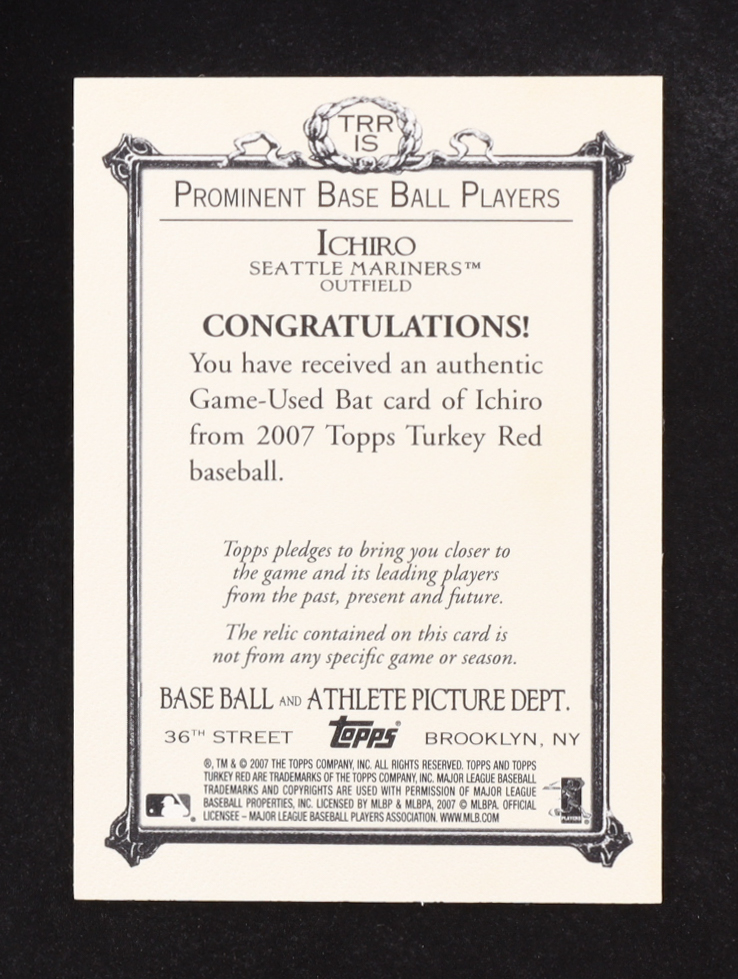 TRR
IS
PROMINENT BASE BALL PLAYERS
ICHIRO
SEATTLE MARINERS™
OUTFIELD
CONGRATULATIONS!
You have received an authentic
Game-Used Bat card of Ichiro
from 2007 Topps Turkey Red
baseball.
Topps pledges to bring you closer to
the game and its leading players
from the past, present and future.
The relic contained on this card is
not from any specific game or season.
BASE BALL AND ATHLETE PICTURE DEPT.
36TH STREET Topps® BROOKLYN, NY
®, TM & © 2007 THE TOPPS COMPANY, INC. ALL RIGHTS RESERVED. TOPPS AND TOPPS
TURKEY RED ARE TRADEMARKS OF THE TOPPS COMPANY, INC. MAJOR LEAGUE BASEBALL
TRADEMARKS AND COPYRIGHTS ARE USED WITH PERMISSION OF MAJOR LEAGUE
BASEBALL PROPERTIES, INC. LICENSED BY MLBP & MLBPA, 2007 © MLBPA. OFFICIAL
LICENSEE – MAJOR LEAGUE BASEBALL PLAYERS ASSOCIATION. WWW.MLB.COM
PLAYERS